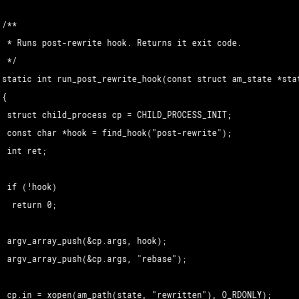 /**
 * Runs post-rewrite hook. Returns it exit code.
 */
static int run_post_rewrite_hook(const struct am_state *stat
{
 struct child_process cp = CHILD_PROCESS_INIT;
 const char *hook = find_hook("post-rewrite");
 int ret;

 if (!hook)
  return 0;

 argv_array_push(&cp.args, hook);
 argv_array_push(&cp.args, "rebase");

 cp.in = xopen(am_path(state, "rewritten"), O_RDONLY);